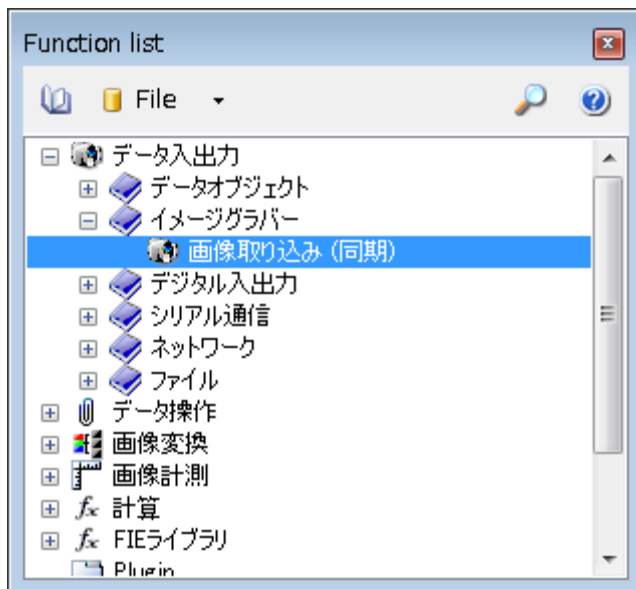 Function list
File
データ入出力
データオブジェクト
イメージグラバー
画像取り込み (同期)
デジタル入出力
シリアル通信
ネットワーク
ファイル
データ操作
画像変換
画像計測
計算
FIEライブラリ
Plugin